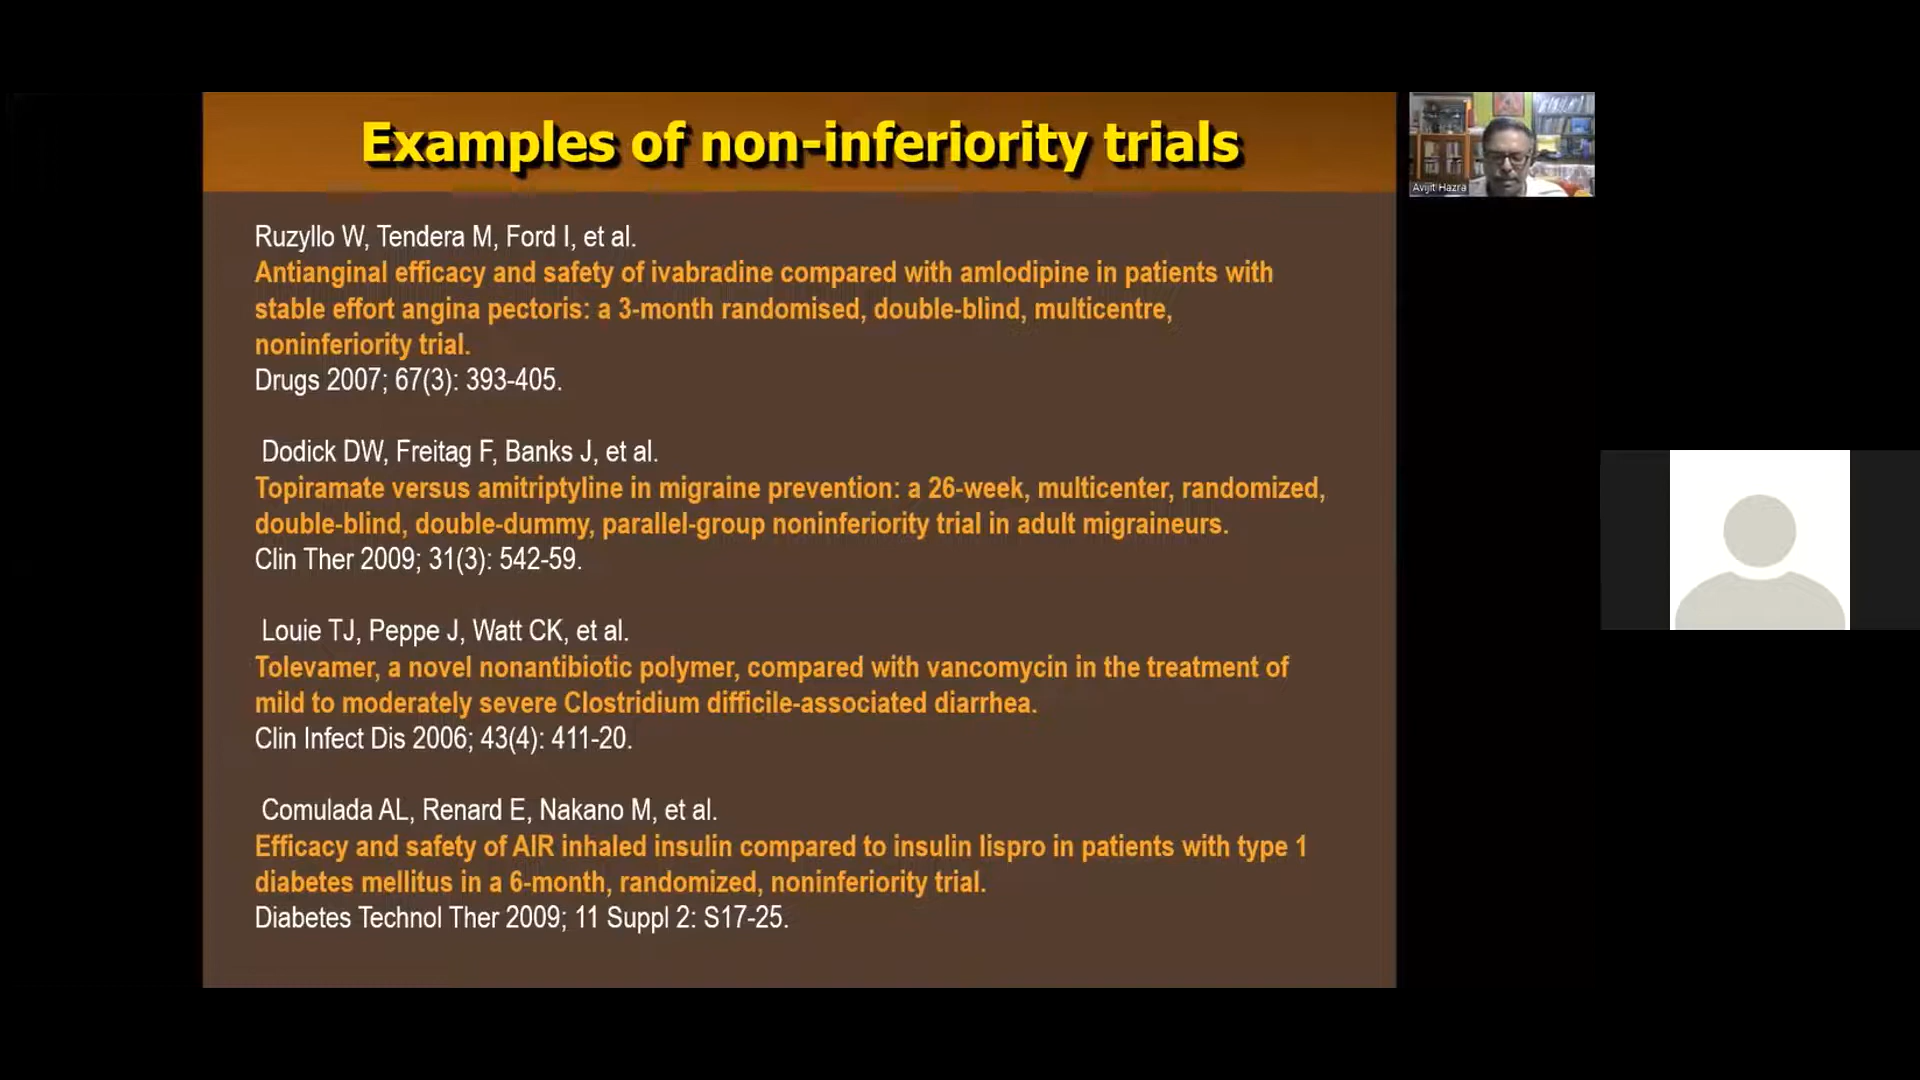 Examples of non-inferiority trials
Ruzyllo W, Tendera M, Ford I, et al.
Antianginal efficacy and safety of ivabradine compared with amlodipine in patients with
stable effort angina pectoris: a 3-month randomised, double-blind, multicentre,
noninferiority trial.
Drugs 2007; 67(3): 393-405.
Dodick DW, Freitag F, Banks J, et al.
Topiramate versus amitriptyline in migraine prevention: a 26-week, multicenter, randomized,
double-blind, double-dummy, parallel-group noninferiority trial in adult migraineurs.
Clin Ther 2009; 31(3): 542-59.
Louie TJ, Peppe J, Watt CK, et al.
Tolevamer, a novel nonantibiotic polymer, compared with vancomycin in the treatment of
mild to moderately severe Clostridium difficile-associated diarrhea.
Clin Infect Dis 2006; 43(4): 411-20.
Comulada AL, Renard E, Nakano M, et al.
Efficacy and safety of AIR inhaled insulin compared to insulin lispro in patients with type 1
diabetes mellitus in a 6-month, randomized, noninferiority trial.
Diabetes Technol Ther 2009; 11 Suppl 2: S17-25.
Avijit Hazra